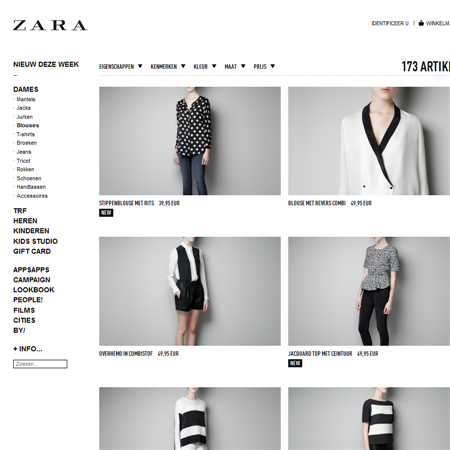 ZARA
IDENTIFICEER U | WINKELM
NIEUW DEZE WEEK
EIGENSCHAPPEN KENMERKEN KLEUR MAAT PRIJS
173 ARTIK
DAMES
Mantels
Jacks
Jurken
Blouses
T-shirts
Broeken
Jeans
Tricot
Rokken
Schoenen
Handtassen
Accessoires
TRF
HEREN
KINDEREN
KIDS STUDIO
GIFT CARD
APPSAPPS
CAMPAIGN
LOOKBOOK
PEOPLE!
FILMS
CITIES
BY/
+ INFO...
Zoeken...
STIPPENBLOUSE MET RITS 39,95 EUR
NEW
BLOUSE MET REVERS COMBI 49,95 EUR
OVERHEMD IN COMBISTOF 49,95 EUR
JACQUARD TOP MET CEINTUUR 49,95 EUR
NEW